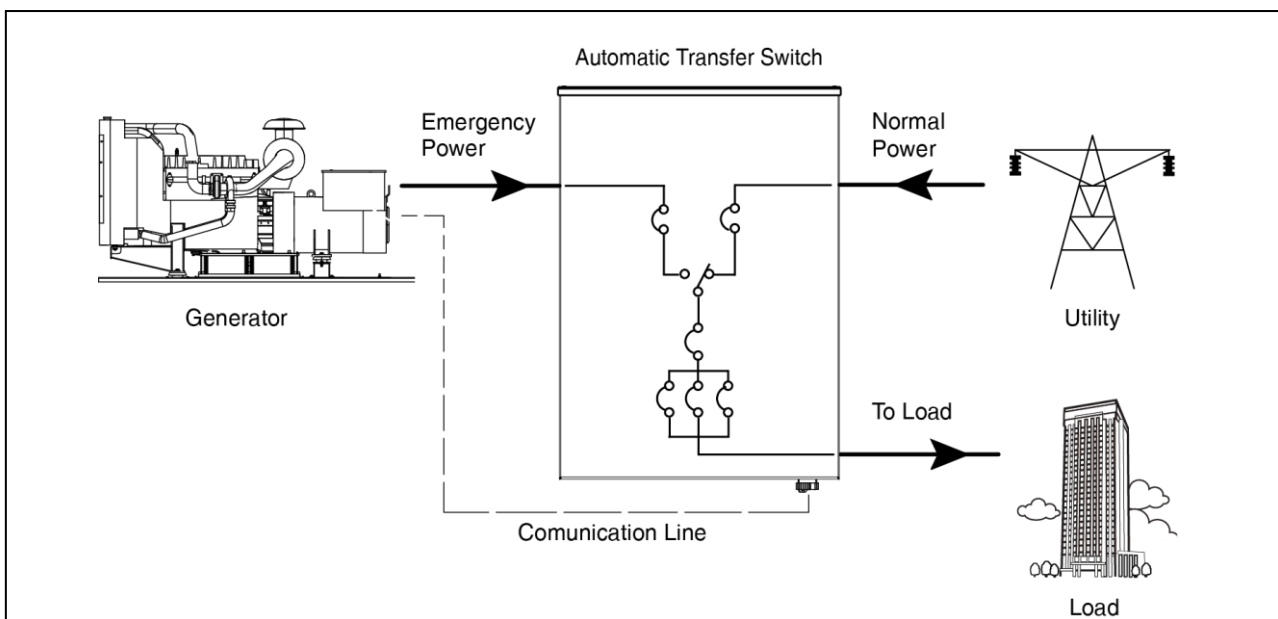 Automatic Transfer Switch
Emergency
Power
Normal
Power
Generator
Utility
To Load
Comunication Line
Load